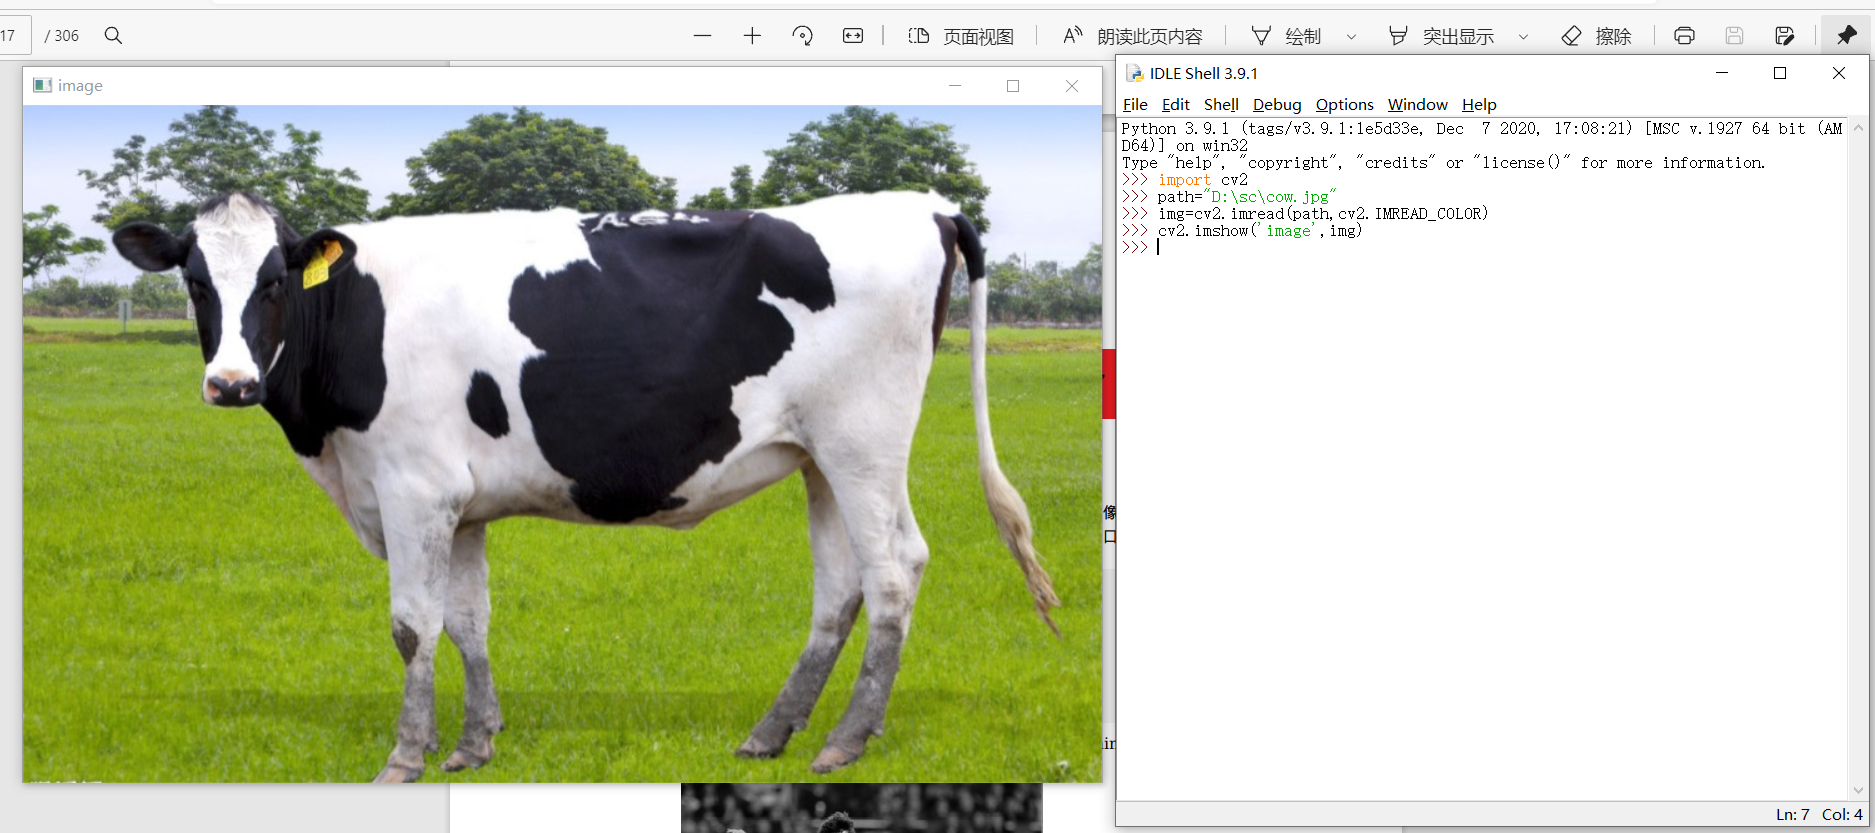 17 / 306 页面视图 朗读此页内容 绘制 突出显示 擦除
image
IDLE Shell 3.9.1
File Edit Shell Debug Options Window Help
Python 3.9.1 (tags/v3.9.1:1e5d33e, Dec  7 2020, 17:08:21) [MSC v.1927 64 bit (AM
D64)] on win32
Type "help", "copyright", "credits" or "license()" for more information.
>>> import cv2
>>> path="D:\sc\cow.jpg"
>>> img=cv2.imread(path,cv2.IMREAD_COLOR)
>>> cv2.imshow('image',img)
>>>
像
口
Ln: 7 Col: 4